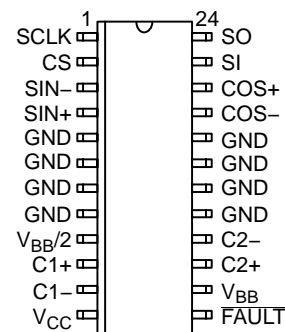 1 24
SCLK SO
CS SI
SIN− COS+
SIN+ COS−
GND GND
GND GND
GND GND
GND GND
V_BB/2 C2−
C1+ C2+
C1− V_BB
V_CC FAULT